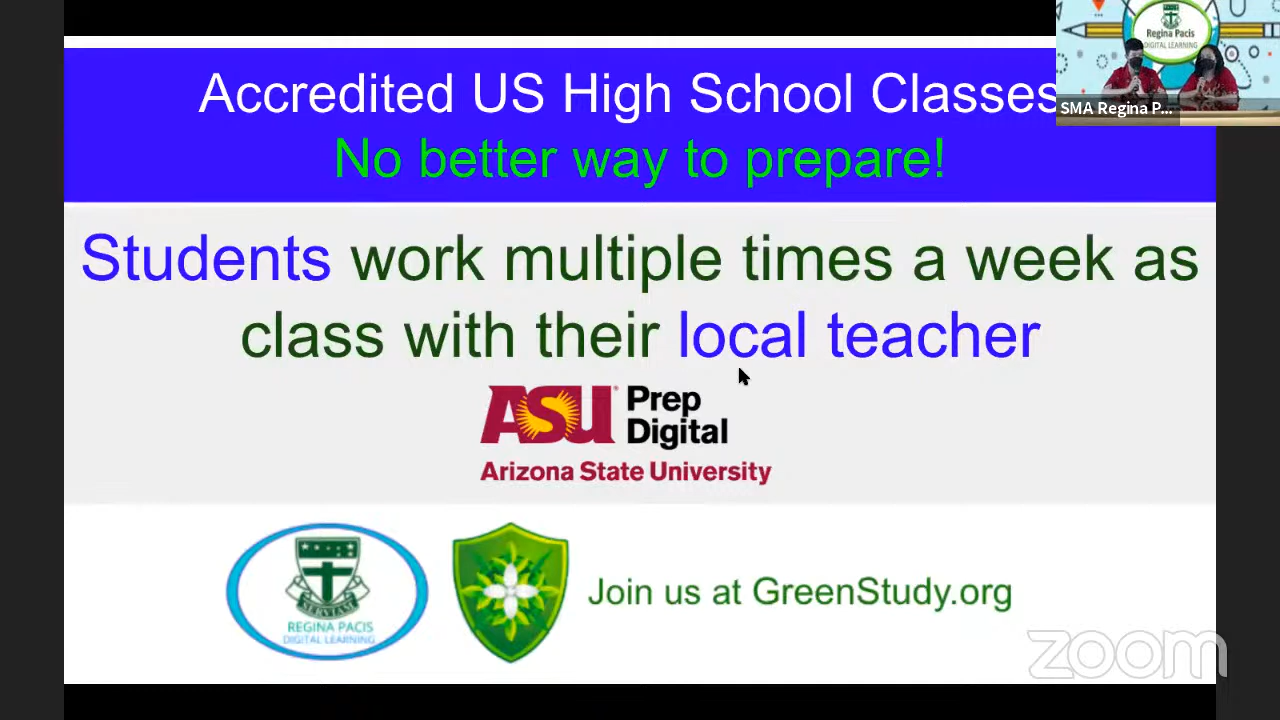 Accredited US High School Classes
No better way to prepare!
Regina Pacis
DIGITAL LEARNING
SMA Regina P...
Students work multiple times a week as
class with their local teacher
ASU Prep
Digital
Arizona State University
SERVIAM
REGINA PACIS
DIGITAL LEARNING
Join us at GreenStudy.org
zoom